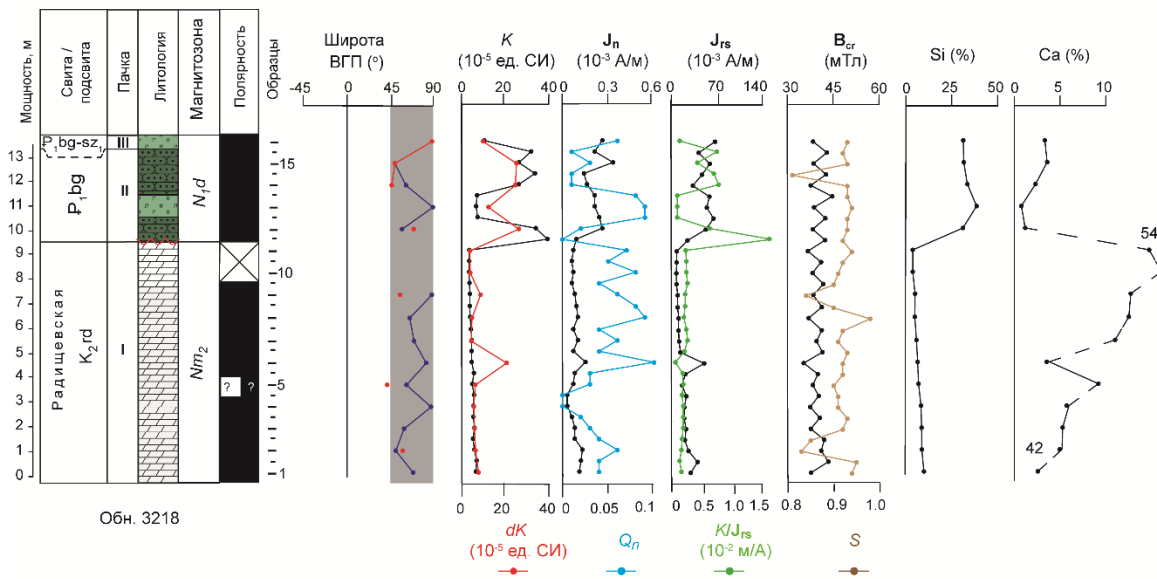 Мощность, м
Свита / подсвита
Пачка
Литология
Магнитозона
Полярность
Образцы
Широта
ВГП (°)
-45 0 45 90
K
(10⁻⁵ ед. СИ)
0 20 40
Jₙ
(10⁻³ А/м)
0 0.3 0.6
Jᵣₛ
(10⁻³ А/м)
0 70 140
B꜀ᵣ
(мТл)
30 45 60
Si (%)
0 25 50
Ca (%)
0 5 10
P₁bg-sz₁
III
13
12
11
10
9
8
7
6
5
4
3
2
1
0
P₁bg
II
N₁d
Радищевская
K₂rd
I
Nm₂
? ?
15
10
5
1
54
42
0 20 40
0 0.05 0.1
0 0.5 1.0 1.5
0.8 1.0
Обн. 3218
dK
(10⁻⁵ ед. СИ)
Qₙ
K/Jᵣₛ
(10⁻² м/А)
S